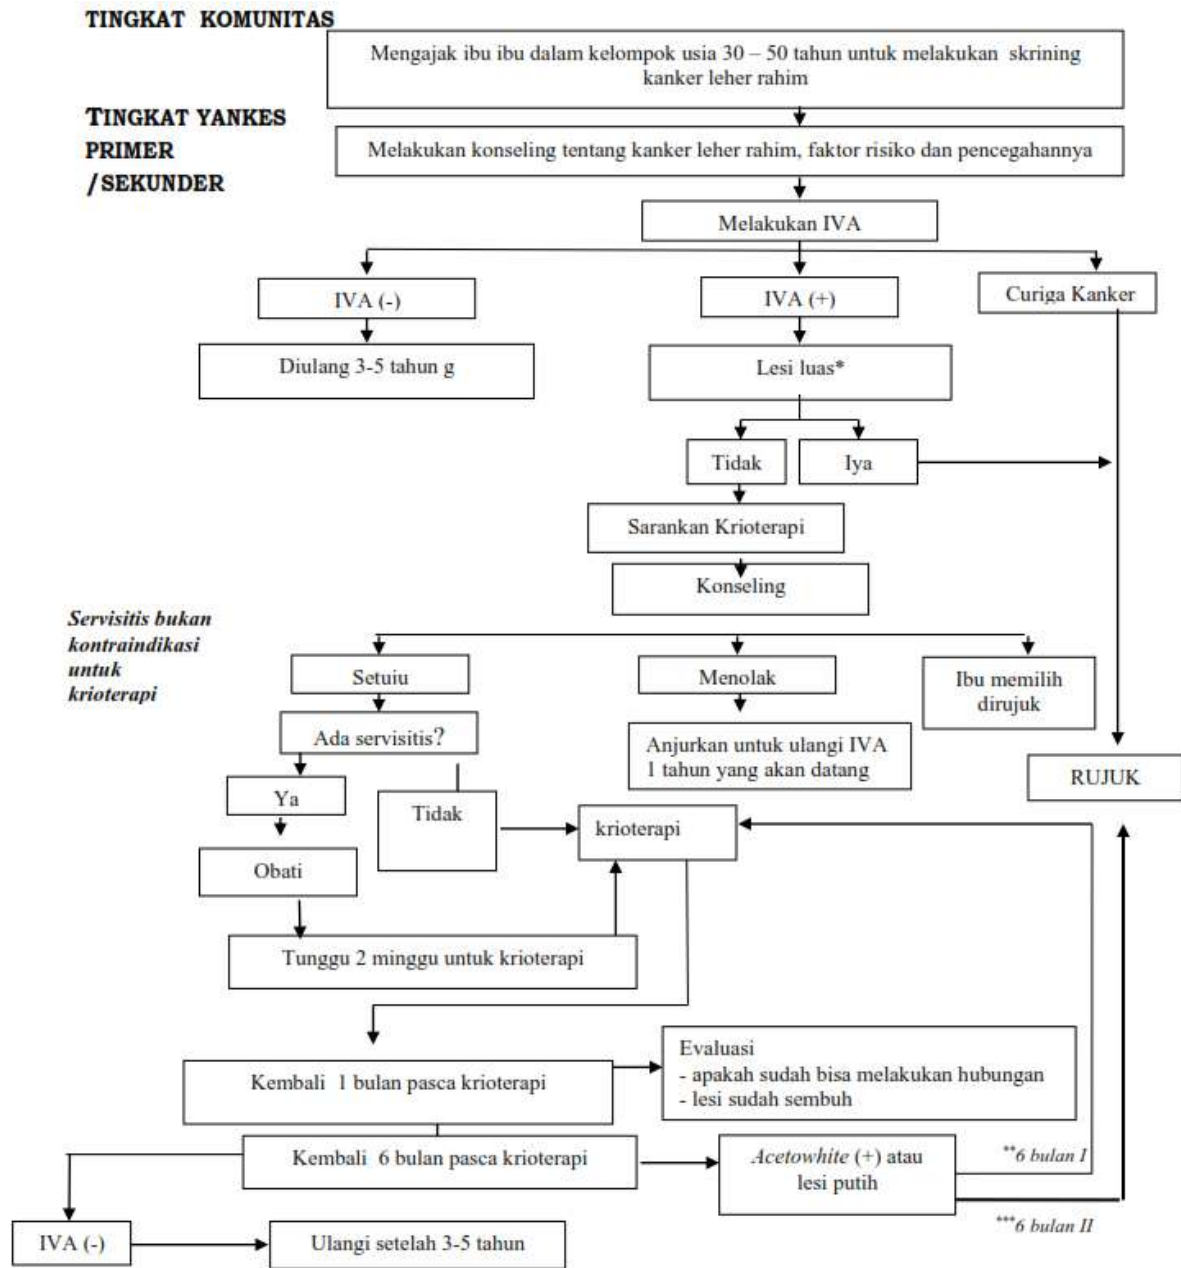 TINGKAT KOMUNITAS
Mengajak ibu ibu dalam kelompok usia 30 – 50 tahun untuk melakukan skrining
kanker leher rahim
TINGKAT YANKES
PRIMER
/SEKUNDER
Melakukan konseling tentang kanker leher rahim, faktor risiko dan pencegahannya
Melakukan IVA
IVA (-)
IVA (+)
Curiga Kanker
Diulang 3-5 tahun g
Lesi luas*
Tidak
Iya
Sarankan Krioterapi
Konseling
Servisitis bukan
kontraindikasi
untuk
krioterapi
Setuiu
Menolak
Ibu memilih
dirujuk
Ada servisitis?
Anjurkan untuk ulangi IVA
1 tahun yang akan datang
RUJUK
Ya
Tidak
krioterapi
Obati
Tunggu 2 minggu untuk krioterapi
Kembali 1 bulan pasca krioterapi
Evaluasi
- apakah sudah bisa melakukan hubungan
- lesi sudah sembuh
Kembali 6 bulan pasca krioterapi
Acetowhite (+) atau
lesi putih
**6 bulan I
***6 bulan II
IVA (-)
Ulangi setelah 3-5 tahun